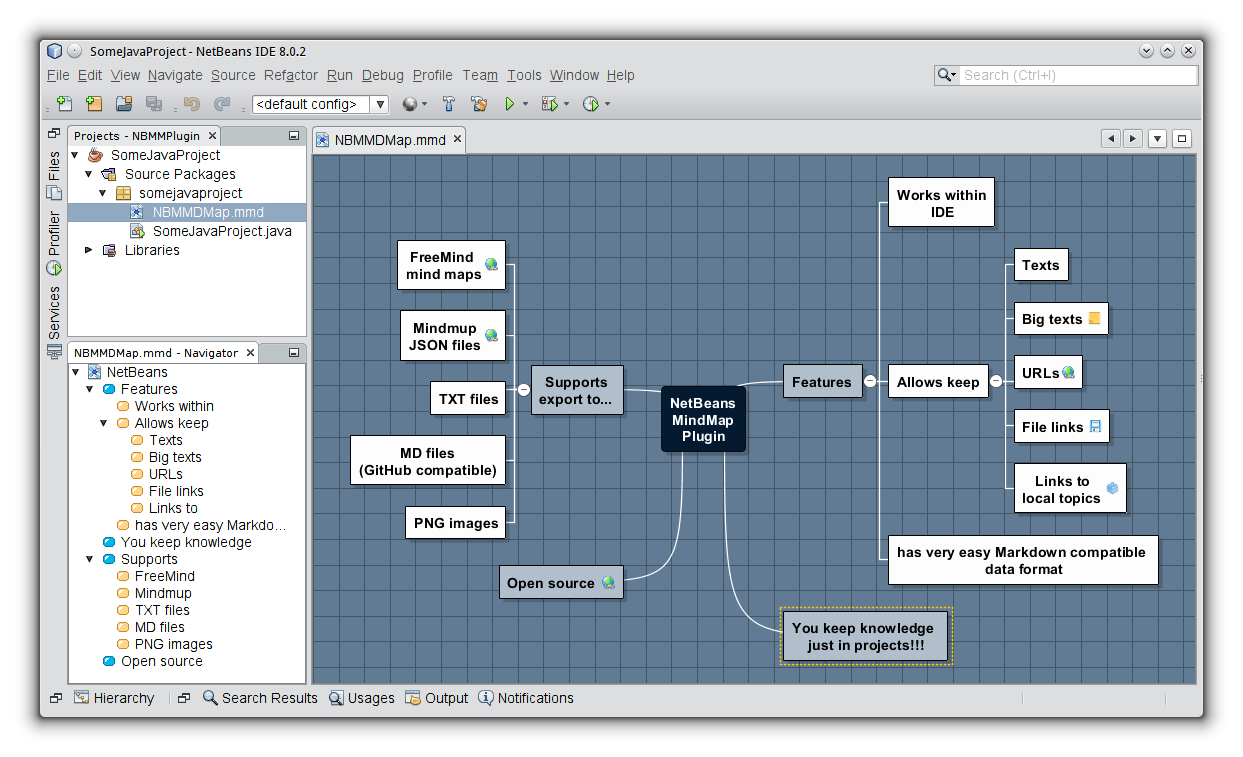 SomeJavaProject - NetBeans IDE 8.0.2
File Edit View Navigate Source Refactor Run Debug Profile Team Tools Window Help
Search (Ctrl+I)
<default config>
Files
Profiler
Services
Projects - NBMMPlugin
SomeJavaProject
Source Packages
somejavaproject
NBMMDMap.mmd
SomeJavaProject.java
Libraries
NBMMDMap.mmd - Navigator
NetBeans
Features
Works within
Allows keep
Texts
Big texts
URLs
File links
Links to
has very easy Markdo...
You keep knowledge
Supports
FreeMind
Mindmup
TXT files
MD files
PNG images
Open source
NBMMDMap.mmd
FreeMind
mind maps
Mindmup
JSON files
TXT files
MD files
(GitHub compatible)
PNG images
Supports
export to...
Open source
NetBeans
MindMap
Plugin
Features
Works within
IDE
Allows keep
Texts
Big texts
URLs
File links
Links to
local topics
has very easy Markdown compatible
data format
You keep knowledge
just in projects!!!
Hierarchy
Search Results
Usages
Output
Notifications